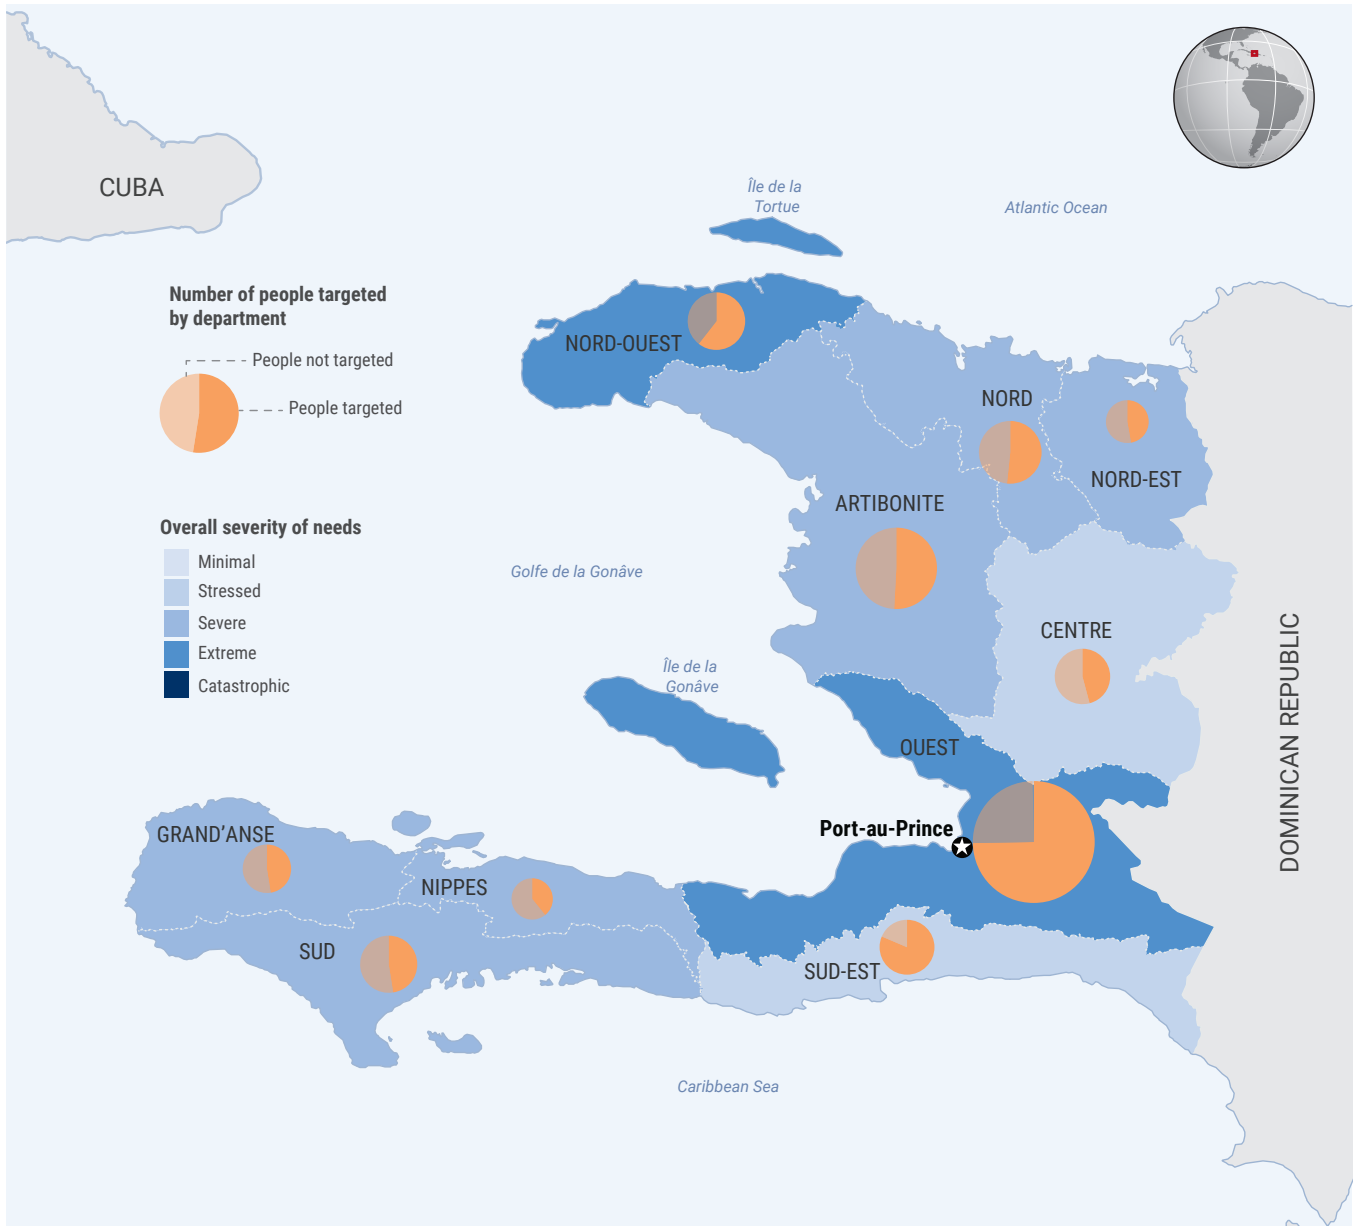 CUBA
Île de la
Tortue
Atlantic Ocean
Number of people targeted
by department
People not targeted
People targeted
NORD-OUEST
NORD
NORD-EST
ARTIBONITE
Overall severity of needs
Minimal
Stressed
Severe
Extreme
Catastrophic
Golfe de la Gonâve
CENTRE
Île de la
Gonâve
DOMINICAN REPUBLIC
OUEST
Port-au-Prince
GRAND'ANSE
NIPPES
SUD
SUD-EST
Caribbean Sea